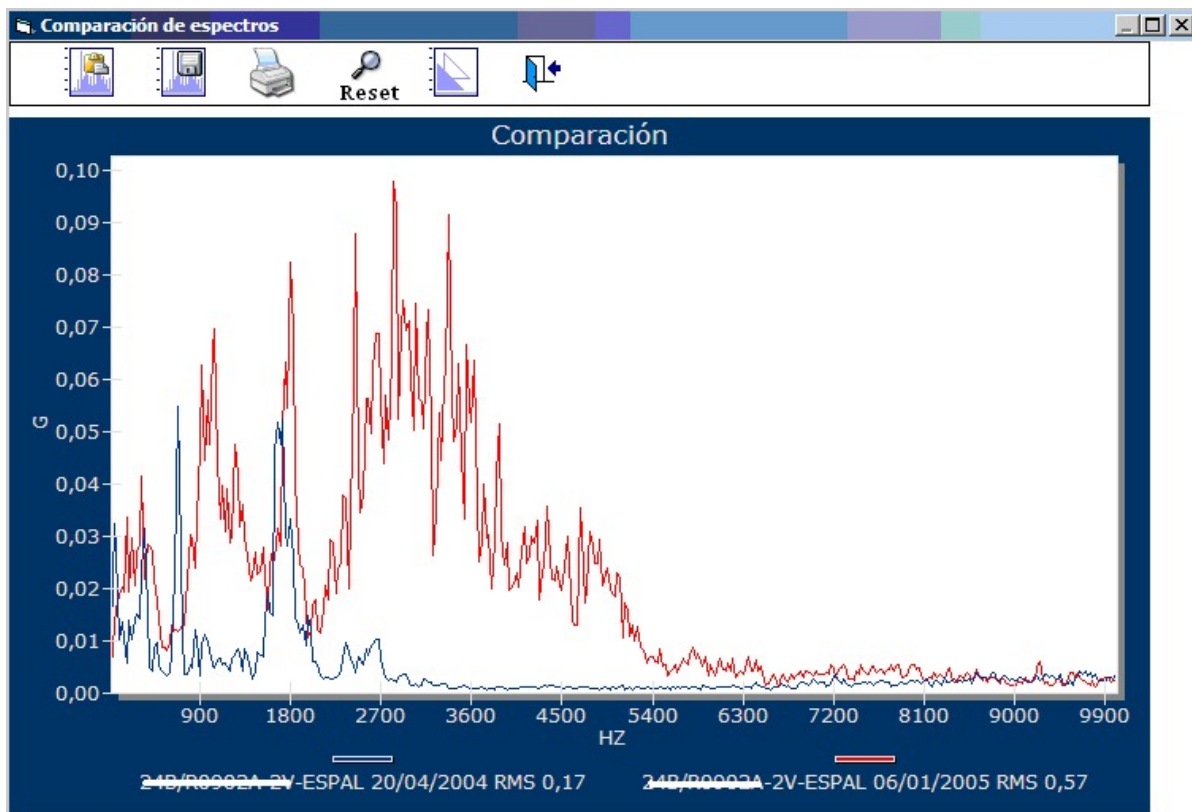 Comparación de espectros
Reset
Comparación
0,10
0,09
0,08
0,07
0,06
0,05
G
0,04
0,03
0,02
0,01
0,00
900 1800 2700 3600 4500 5400 6300 7200 8100 9000 9900
HZ
-2V-ESPAL 20/04/2004 RMS 0,17
-2V-ESPAL 06/01/2005 RMS 0,57